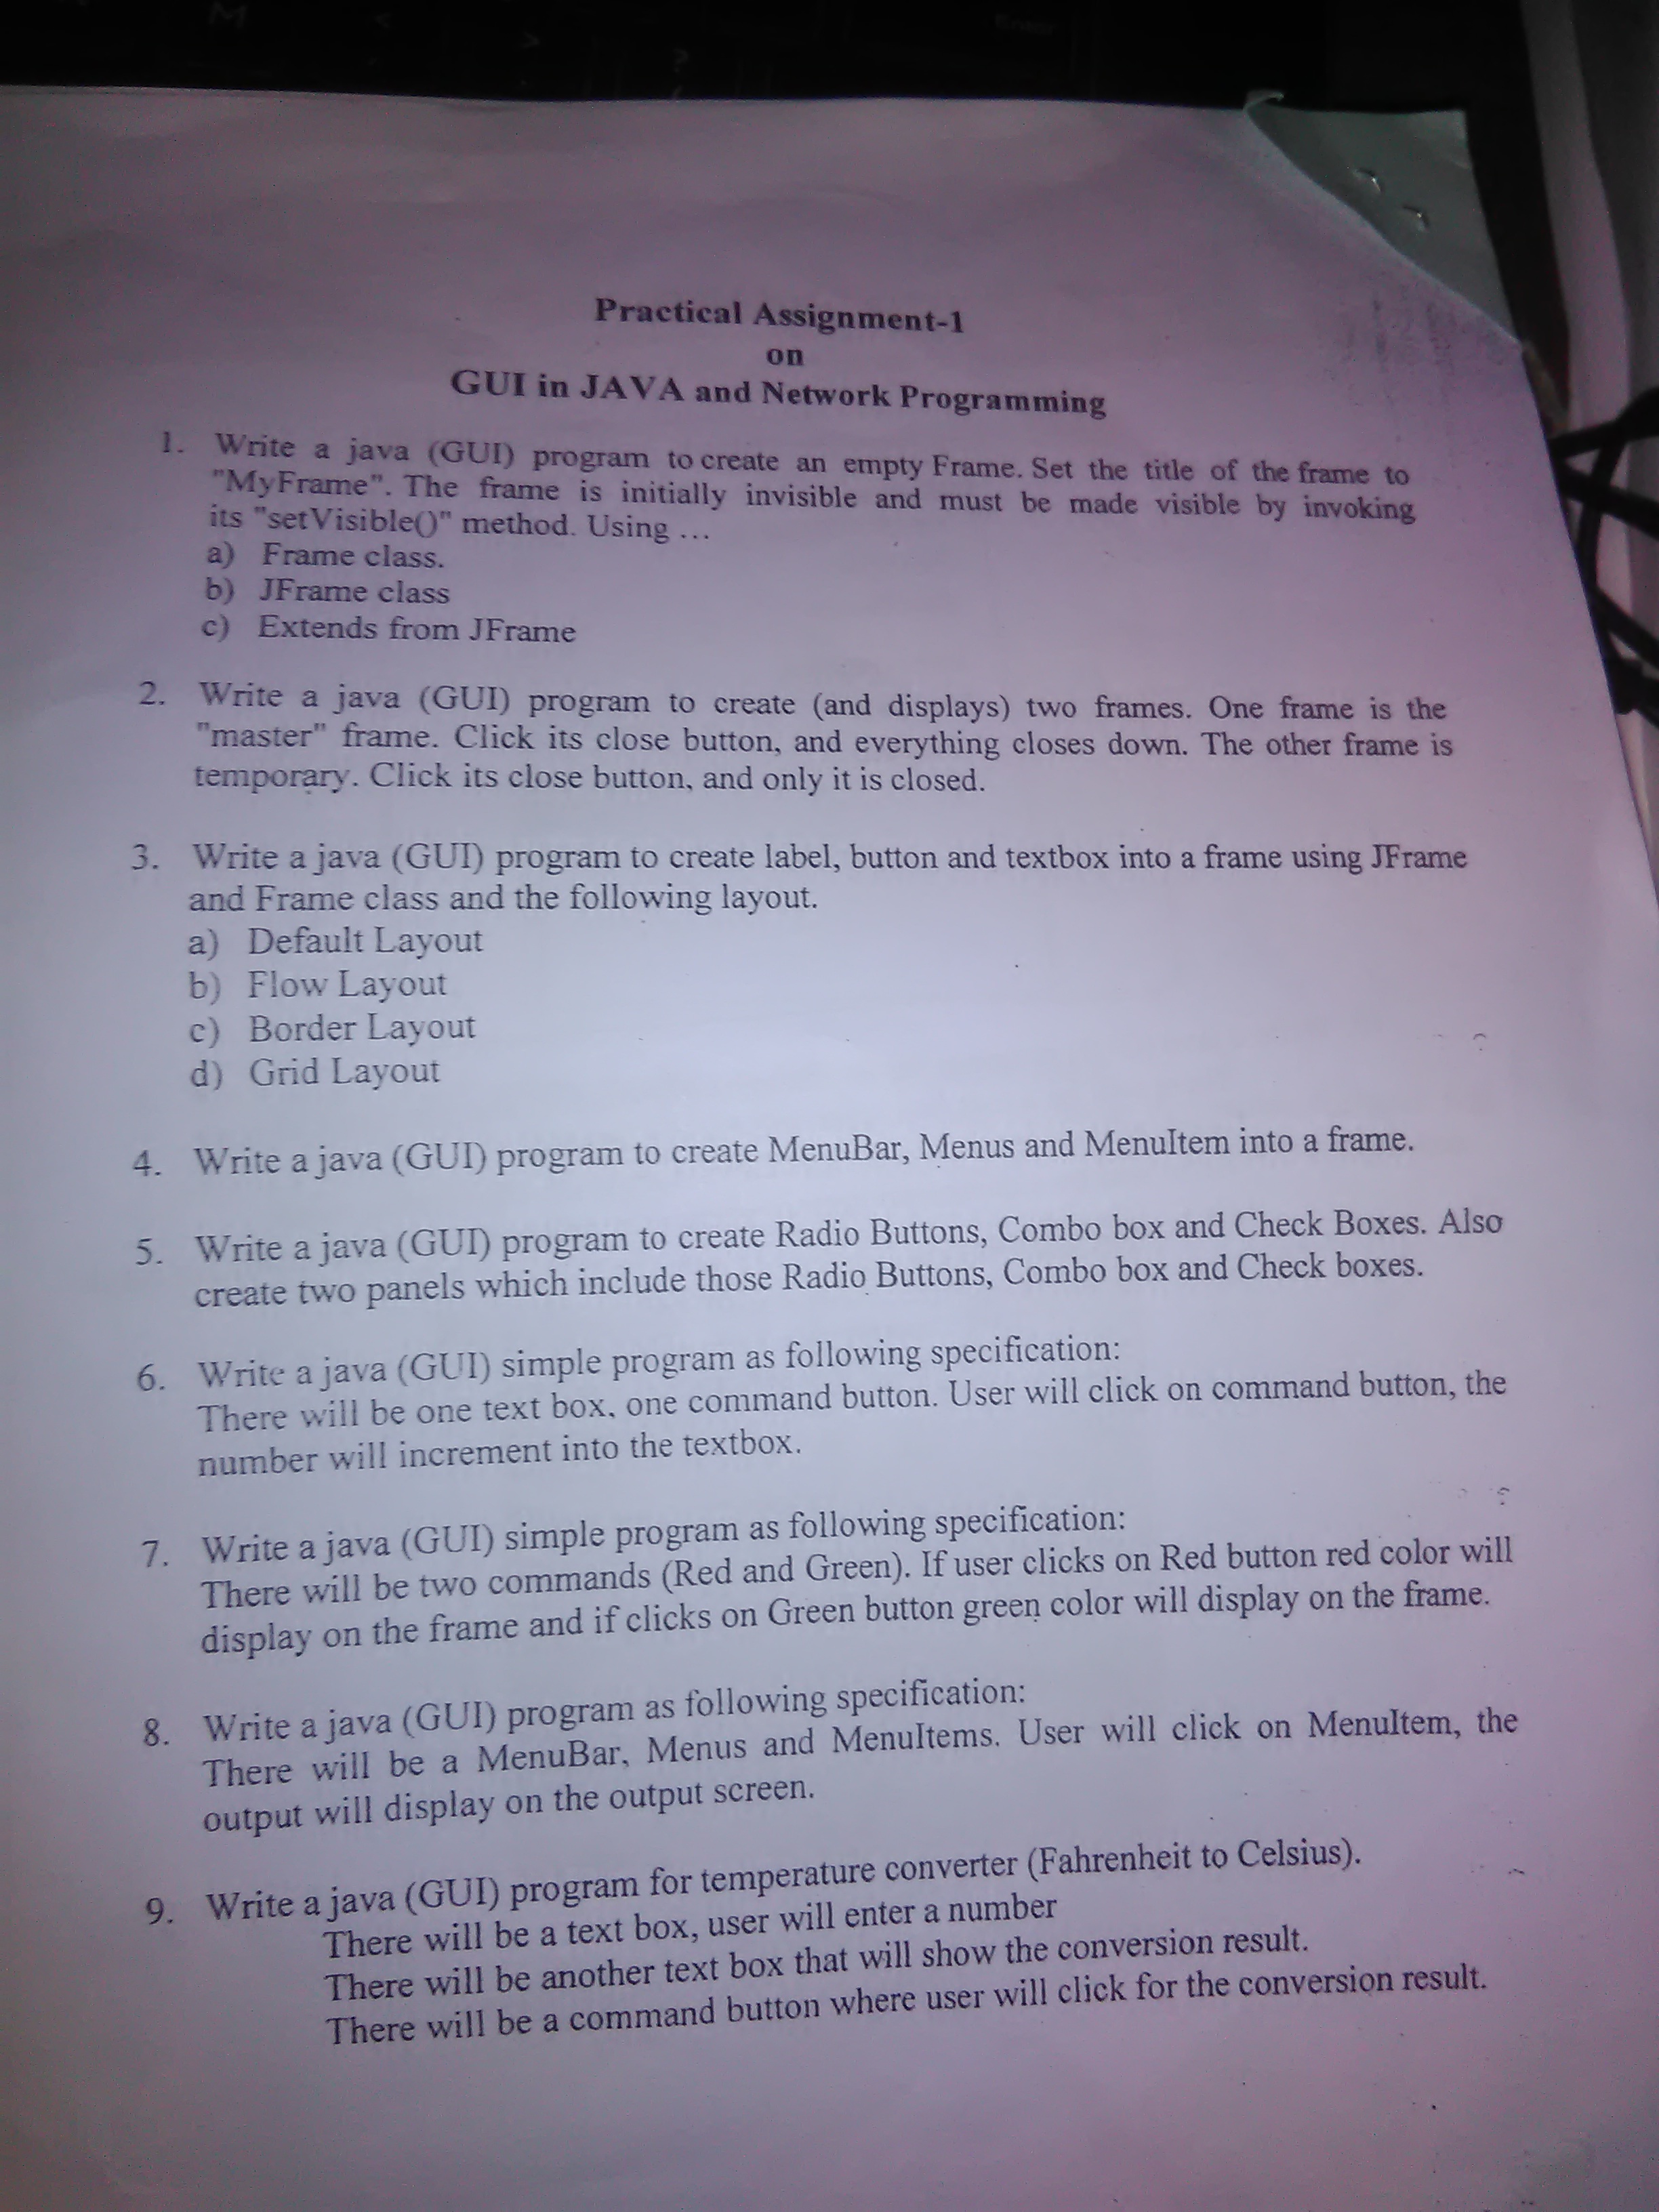 Practical Assignment-1
on
GUI in JAVA and Network Programming
1. Write a java (GUI) program to create an empty Frame. Set the title of the frame to
"MyFrame". The frame is initially invisible and must be made visible by invoking
its "setVisible()" method. Using ...
a) Frame class.
b) JFrame class
c) Extends from JFrame
2. Write a java (GUI) program to create (and displays) two frames. One frame is the
"master" frame. Click its close button, and everything closes down. The other frame is
temporary. Click its close button, and only it is closed.
3. Write a java (GUI) program to create label, button and textbox into a frame using JFrame
and Frame class and the following layout.
a) Default Layout
b) Flow Layout
c) Border Layout
d) Grid Layout
4. Write a java (GUI) program to create MenuBar, Menus and MenuItem into a frame.
5. Write a java (GUI) program to create Radio Buttons, Combo box and Check Boxes. Also
create two panels which include those Radio Buttons, Combo box and Check boxes.
6. Write a java (GUI) simple program as following specification:
There will be one text box, one command button. User will click on command button, the
number will increment into the textbox.
7. Write a java (GUI) simple program as following specification:
There will be two commands (Red and Green). If user clicks on Red button red color will
display on the frame and if clicks on Green button green color will display on the frame.
8. Write a java (GUI) program as following specification:
There will be a MenuBar, Menus and MenuItems. User will click on MenuItem, the
output will display on the output screen.
9. Write a java (GUI) program for temperature converter (Fahrenheit to Celsius).
There will be a text box, user will enter a number
There will be another text box that will show the conversion result.
There will be a command button where user will click for the conversion result.